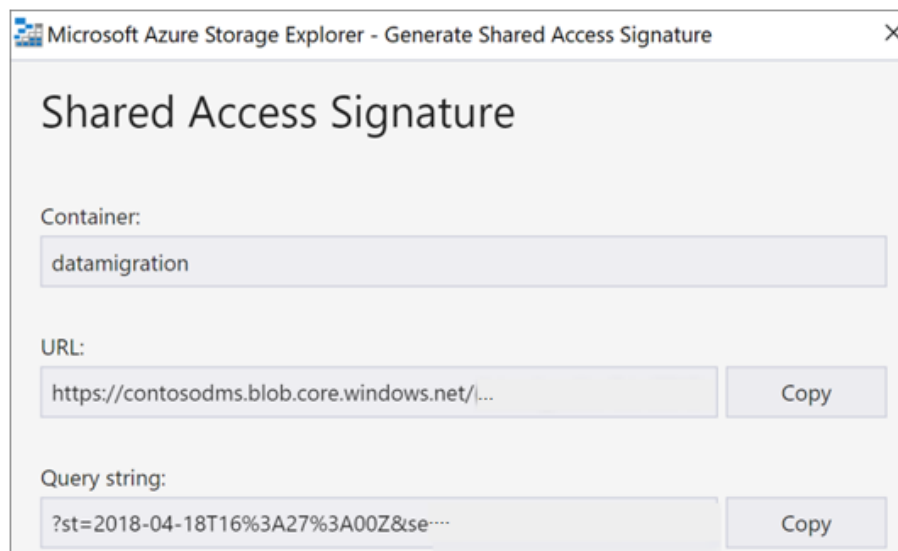 Microsoft Azure Storage Explorer - Generate Shared Access Signature
Shared Access Signature
Container:
datamigration
URL:
https://contosodms.blob.core.windows.net/...
Copy
Query string:
?st=2018-04-18T16%3A27%3A00Z&se....
Copy